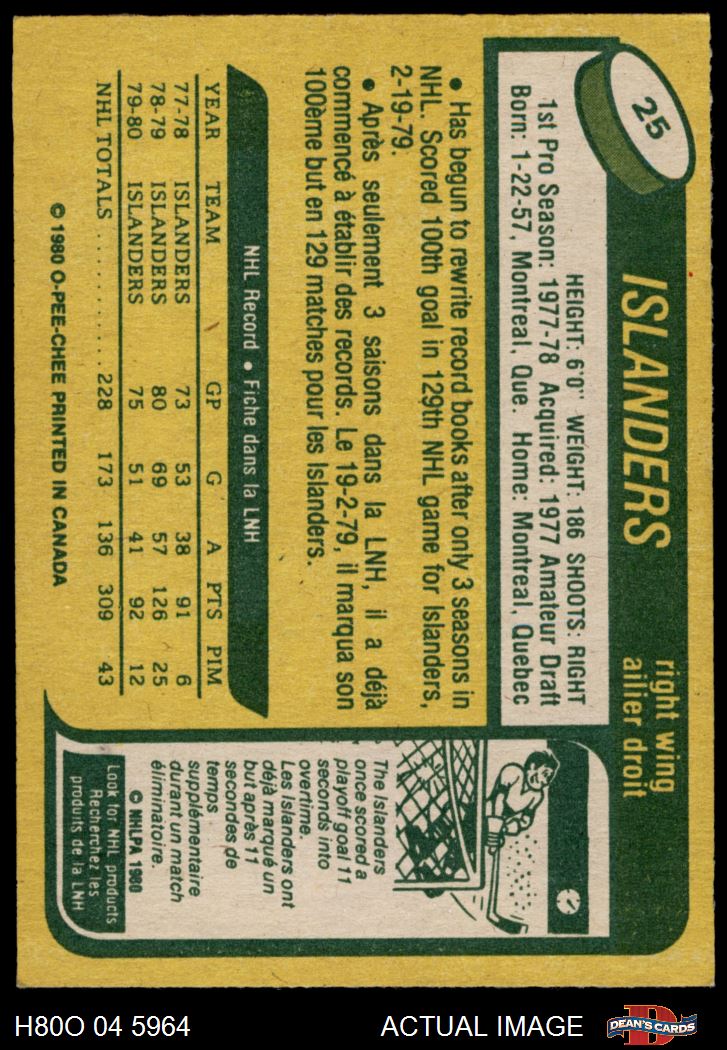 25
ISLANDERS
right wing
ailier droit
HEIGHT: 6'0" WEIGHT: 186 SHOOTS: RIGHT
1st Pro Season: 1977-78 Acquired: 1977 Amateur Draft
Born: 1-22-57, Montreal, Que. Home: Montreal, Quebec
• Has begun to rewrite record books after only 3 seasons in
NHL. Scored 100th goal in 129th NHL game for Islanders,
2-19-79.
• Après seulement 3 saisons dans la LNH, il a déjà
commencé à établir des records. Le 19-2-79, il marqua son
100ème but en 129 matches pour les Islanders.
NHL Record • Fiche dans la LNH
YEAR TEAM GP G A PTS PIM
77-78 ISLANDERS 73 53 38 91 6
78-79 ISLANDERS 80 69 57 126 25
79-80 ISLANDERS 75 51 41 92 12
NHL TOTALS .......... 228 173 136 309 43
© 1980 O-PEE-CHEE PRINTED IN CANADA
The Islanders
once scored a
playoff goal 11
seconds into
overtime.
Les Islanders ont
déjà marqué un
but après 11
secondes de
temps
supplémentaire
durant un match
éliminatoire.
© NHLPA 1980
Look for NHL products
Recherchez les
produits de la LNH
H80O 04 5964
ACTUAL IMAGE
D
DEAN'S CARDS